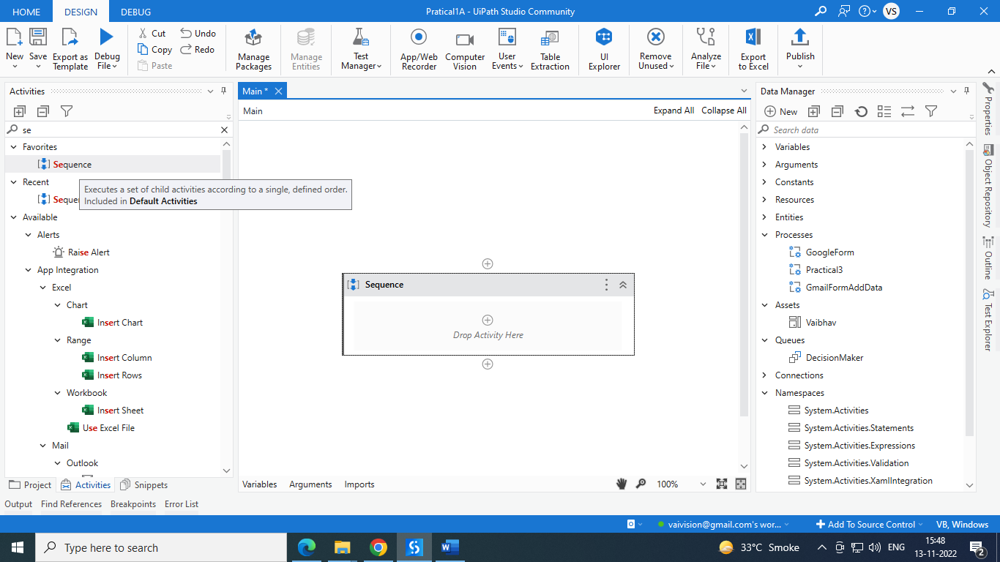 HOME DESIGN DEBUG Pratical1A - UiPath Studio Community VS
Cut Undo
Copy Redo
Paste
New Save Export as Template Debug File Manage Packages Manage Entities Test Manager App/Web Recorder Computer Vision User Events Table Extraction UI Explorer Remove Unused Analyze File Export to Excel Publish
Activities
se
Favorites
Sequence
Recent
Executes a set of child activities according to a single, defined order.
Included in Default Activities
Available
Alerts
Raise Alert
App Integration
Excel
Chart
Insert Chart
Range
Insert Column
Insert Rows
Workbook
Insert Sheet
Use Excel File
Mail
Outlook
Project Activities Snippets
Main *
Main Expand All Collapse All
Sequence
Drop Activity Here
Variables Arguments Imports 100%
Data Manager
New
Search data
Variables
Arguments
Constants
Resources
Entities
Processes
GoogleForm
Practical3
GmailFormAddData
Assets
Vaibhav
Queues
DecisionMaker
Connections
Namespaces
System.Activities
System.Activities.Statements
System.Activities.Expressions
System.Activities.Validation
System.Activities.XamlIntegration
Properties
Object Repository
Outline
Test Explorer
Output Find References Breakpoints Error List
vaivision@gmail.com's wor... Add To Source Control VB, Windows
Type here to search 33°C Smoke ENG 15:48
13-11-2022 2